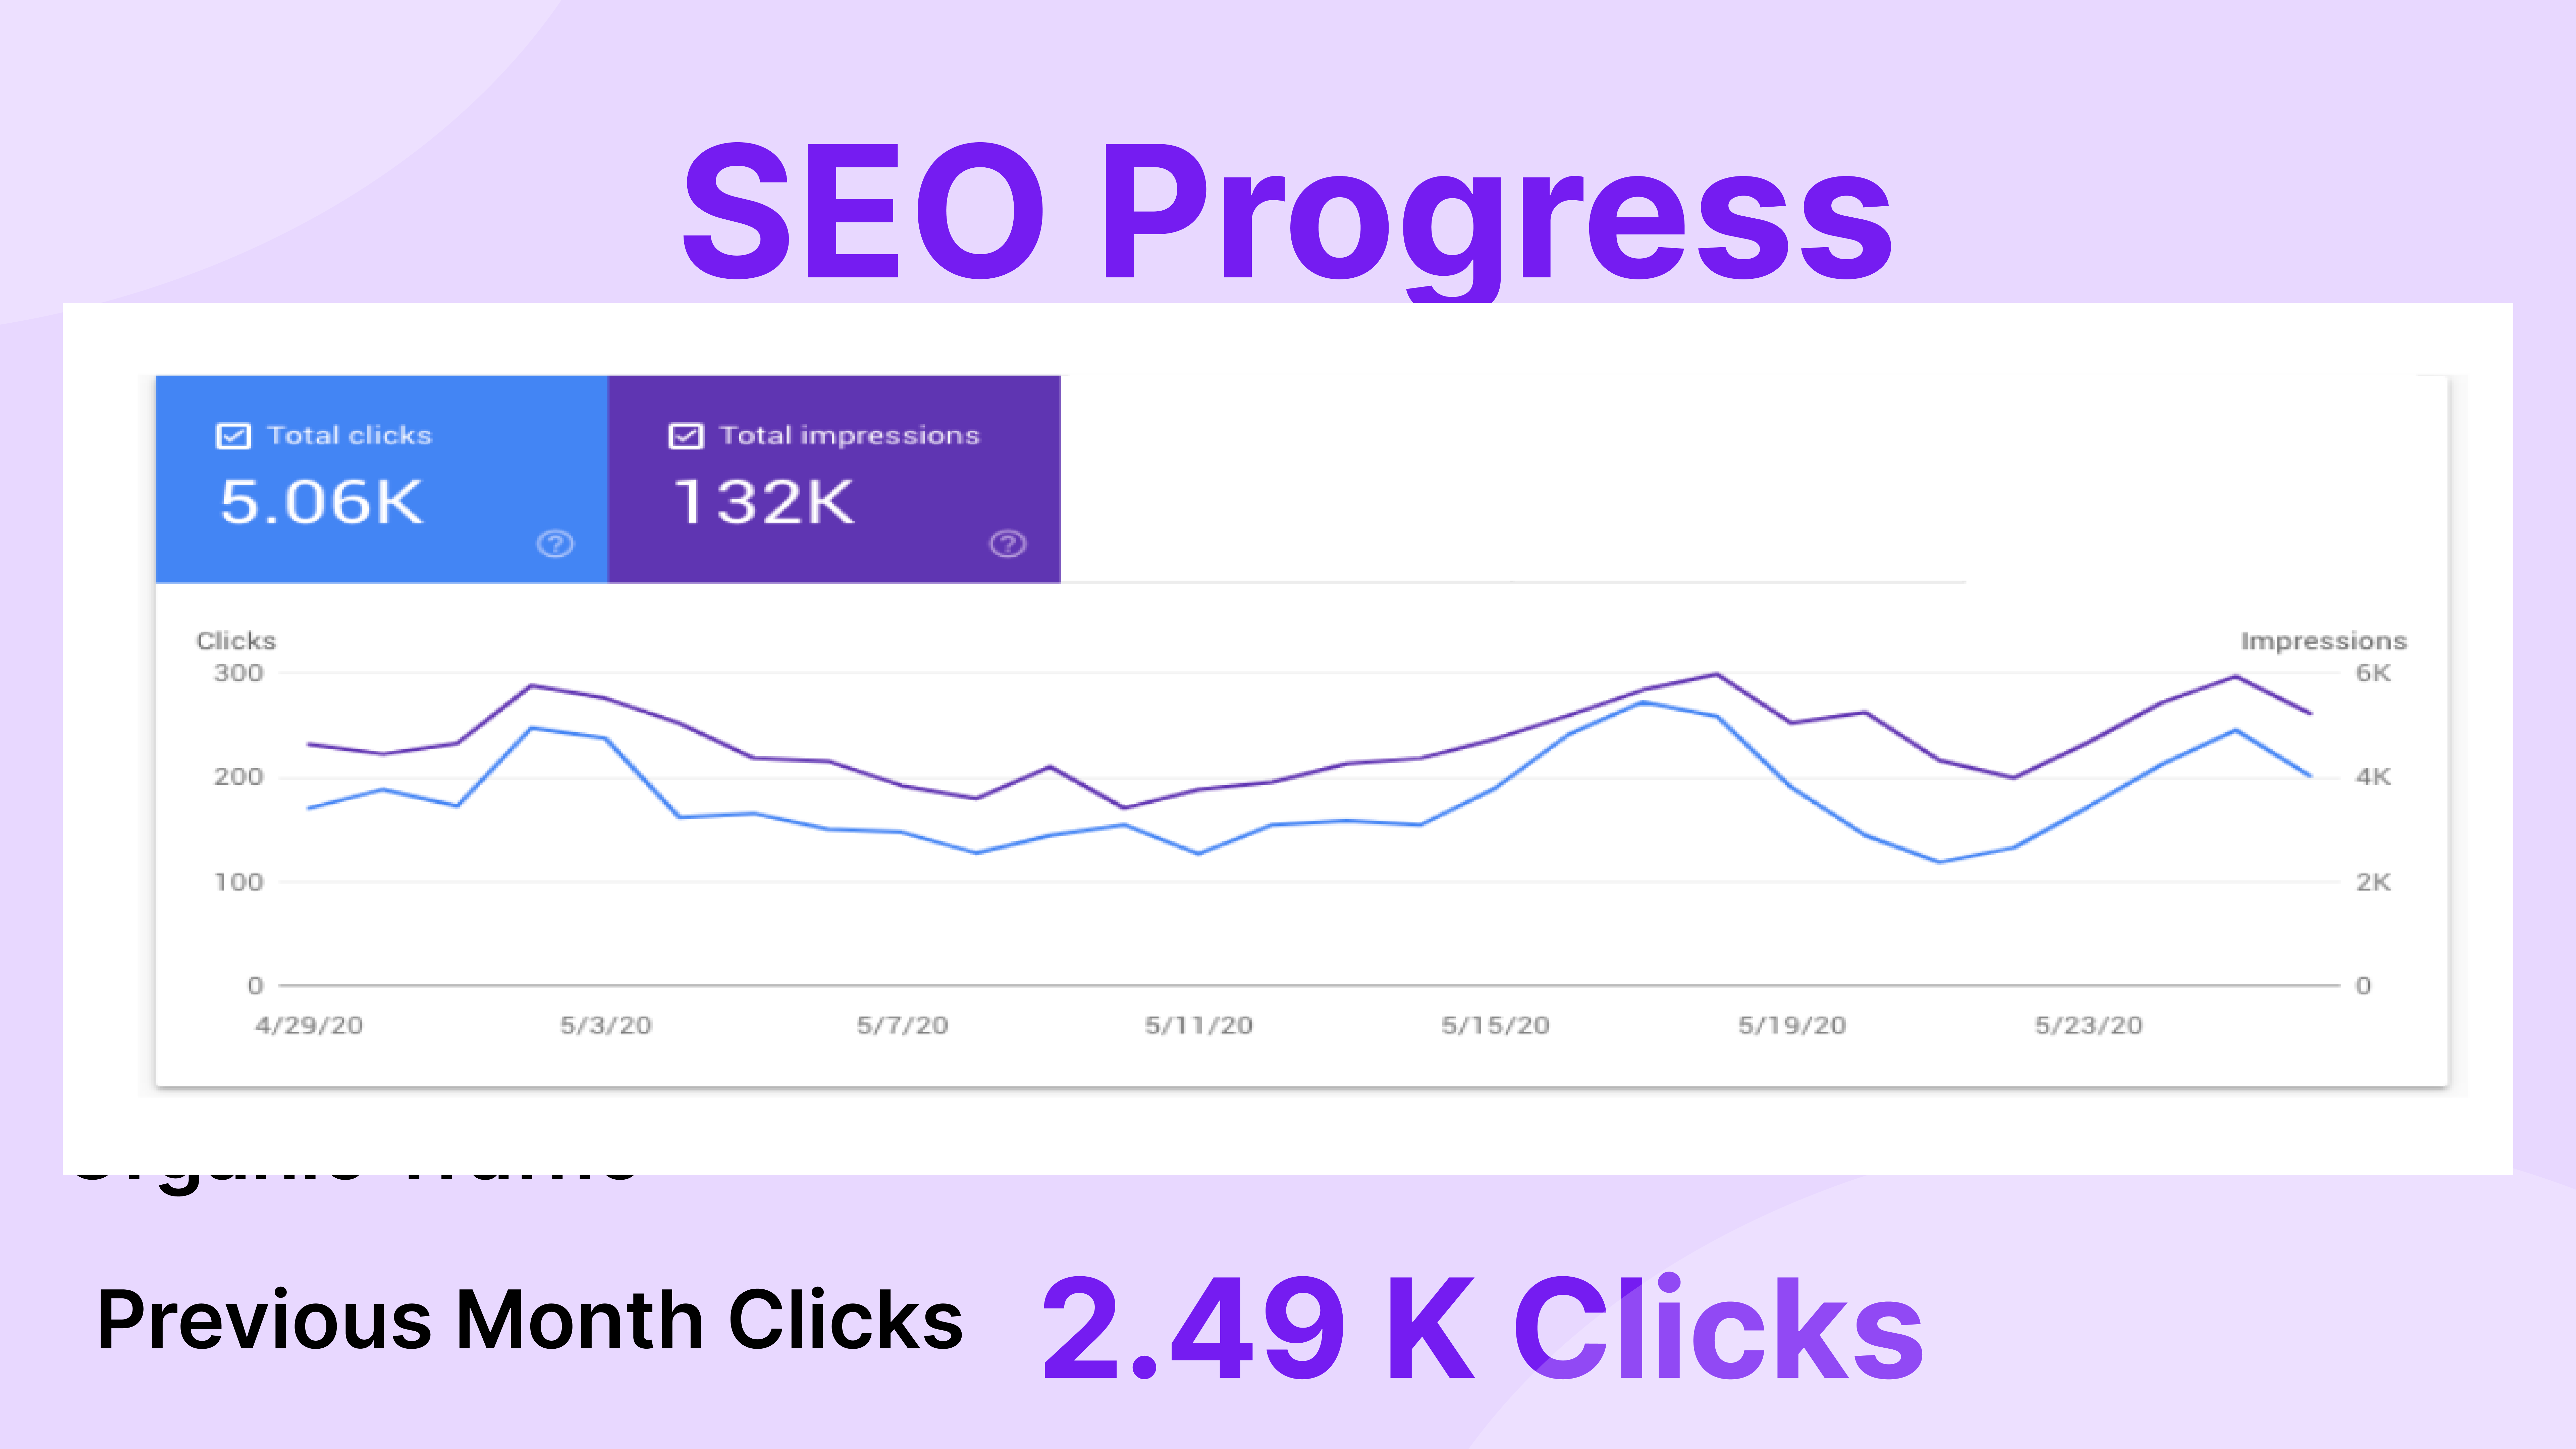 SEO Progress
Total clicks
5.06K
Total impressions
132K
Clicks
Impressions
300
6K
200
4K
100
2K
0
0
4/29/20 5/3/20 5/7/20 5/11/20 5/15/20 5/19/20 5/23/20
Previous Month Clicks 2.49 K Clicks